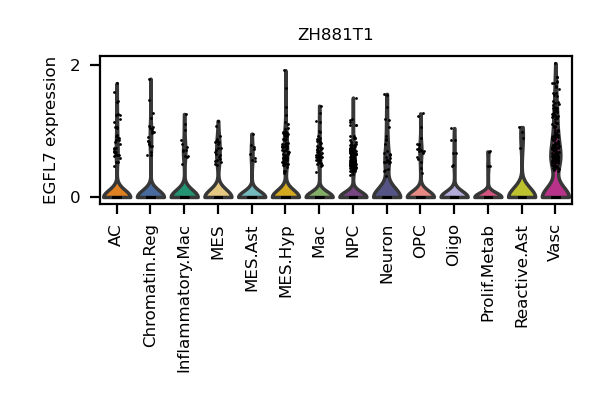 ZH881T1
EGFL7 expression
2
0
AC
Chromatin.Reg
Inflammatory.Mac
MES
MES.Ast
MES.Hyp
Mac
NPC
Neuron
OPC
Oligo
Prolif.Metab
Reactive.Ast
Vasc